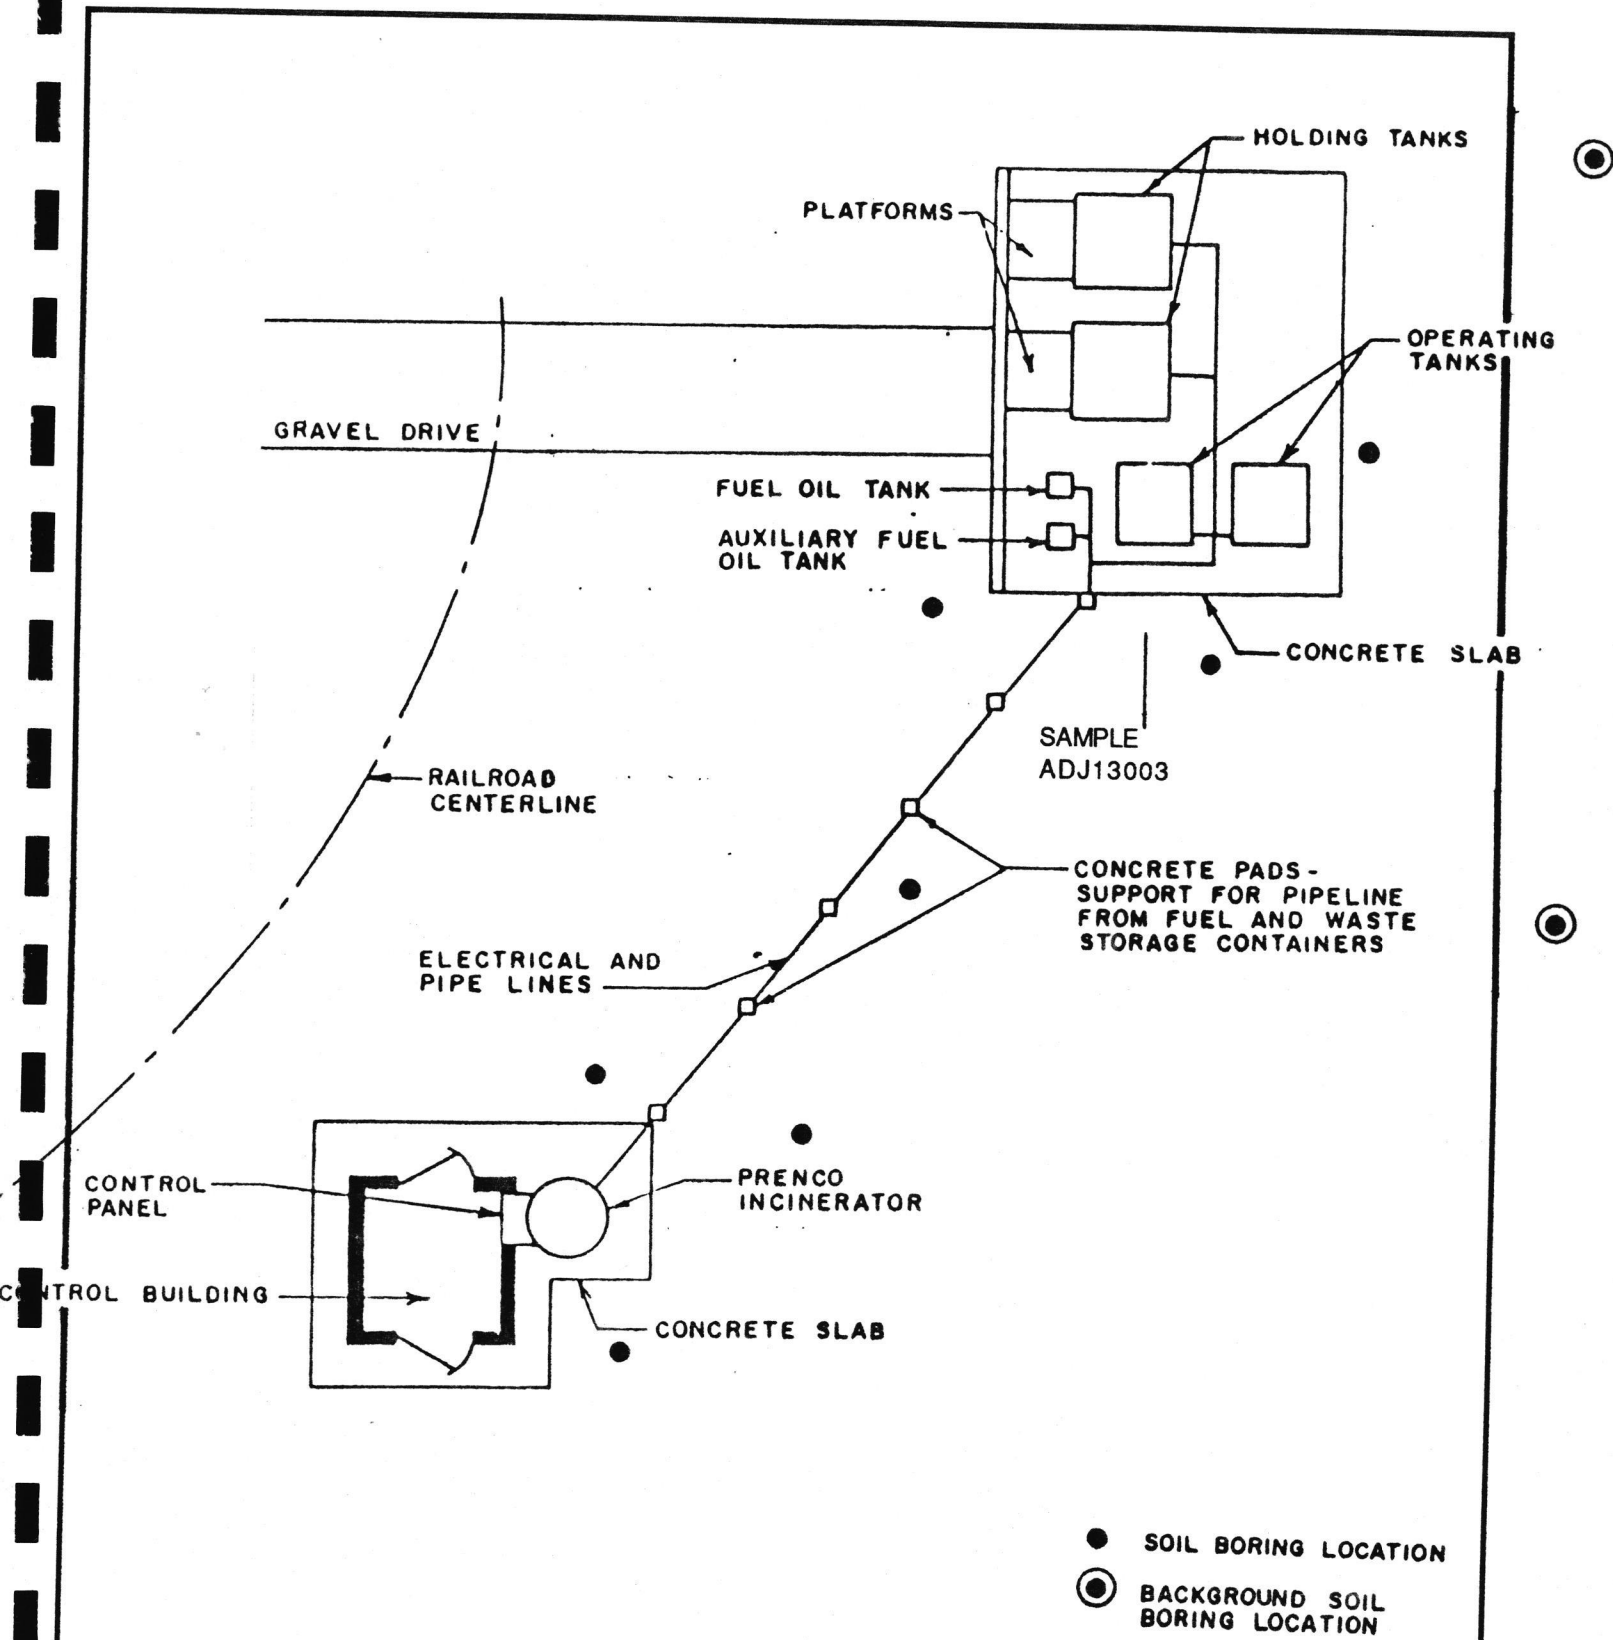 HOLDING TANKS
PLATFORMS
OPERATING
TANKS
GRAVEL DRIVE
FUEL OIL TANK
AUXILIARY FUEL
OIL TANK
CONCRETE SLAB
SAMPLE
ADJ13003
RAILROAD
CENTERLINE
CONCRETE PADS-
SUPPORT FOR PIPELINE
FROM FUEL AND WASTE
STORAGE CONTAINERS
ELECTRICAL AND
PIPE LINES
CONTROL
PANEL
PRENCO
INCINERATOR
CONTROL BUILDING
CONCRETE SLAB
SOIL BORING LOCATION
BACKGROUND SOIL
BORING LOCATION